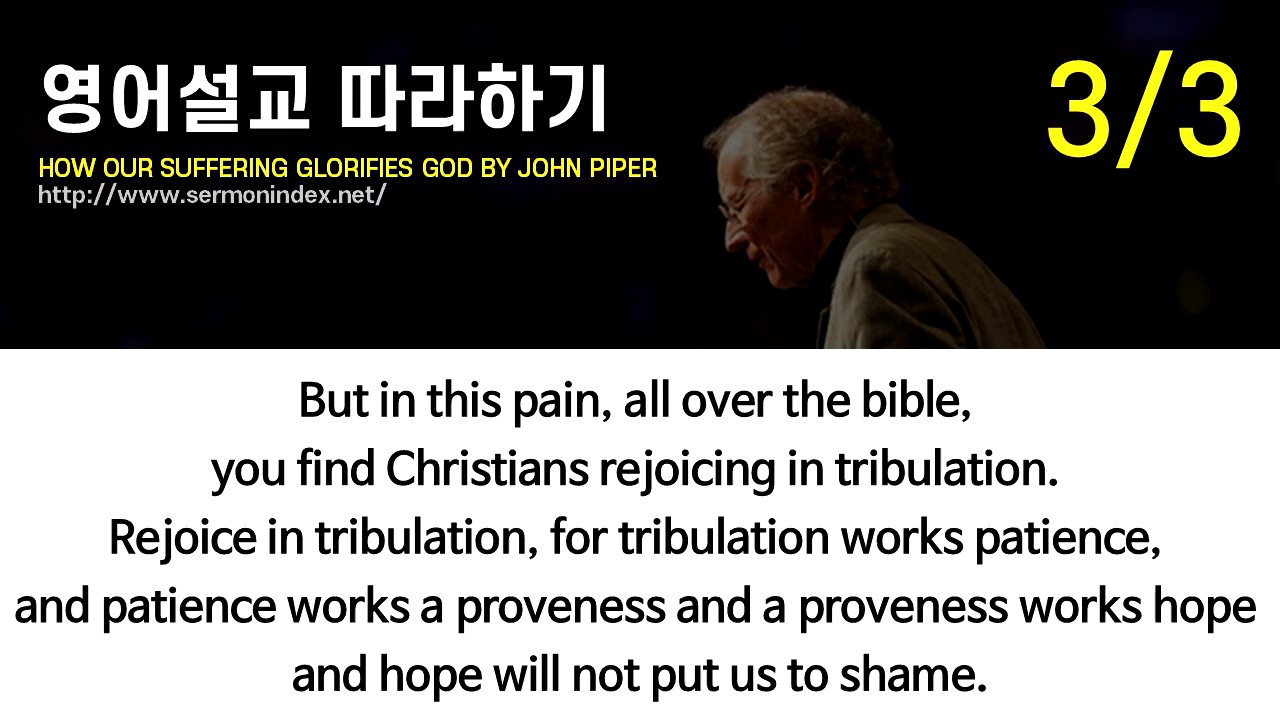 영어설교 따라하기
3/3
HOW OUR SUFFERING GLORIFIES GOD BY JOHN PIPER
http://www.sermonindex.net/
But in this pain, all over the bible,
you find Christians rejoicing in tribulation.
Rejoice in tribulation, for tribulation works patience,
and patience works a proveness and a proveness works hope
and hope will not put us to shame.